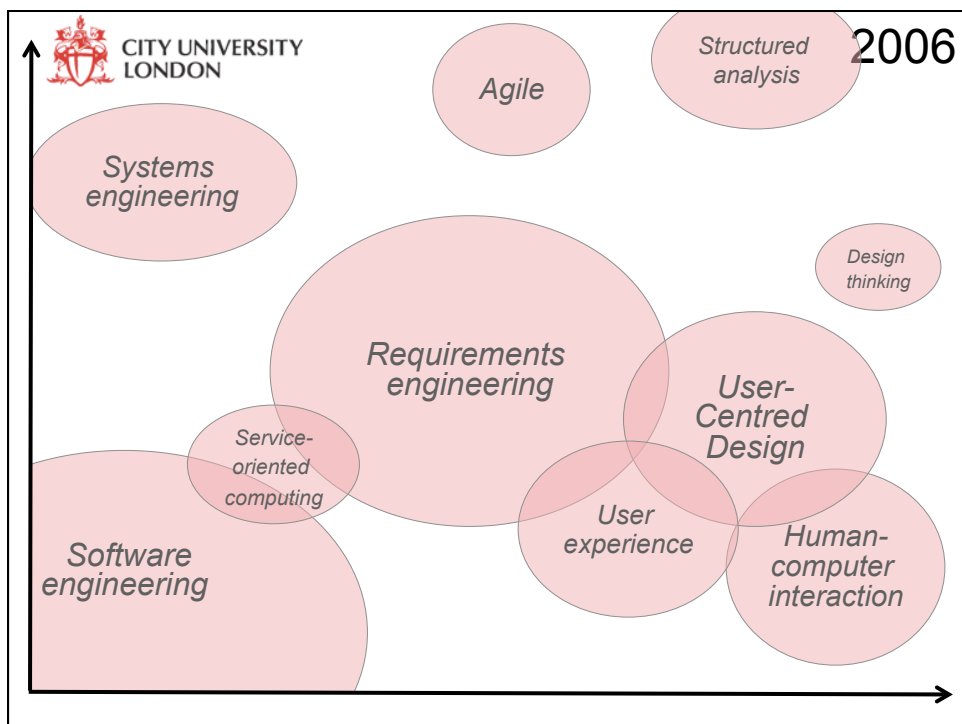 CITY UNIVERSITY
LONDON
2006
Structured
analysis
Agile
Systems
engineering
Design
thinking
Requirements
engineering
User-
Centred
Design
Service-
oriented
computing
User
experience
Software
engineering
Human-
computer
interaction